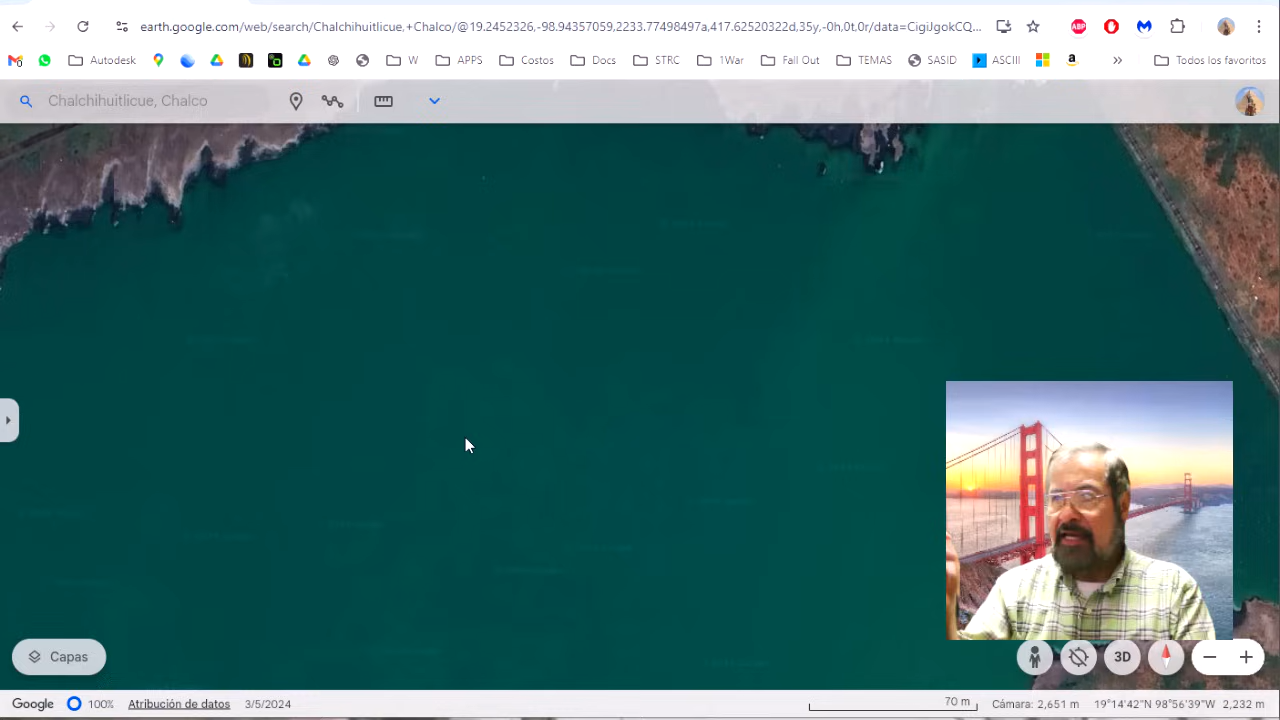 earth.google.com/web/search/Chalchihuitlicue,+Chalco/@19.2452326,-98.94357059,2233.77498497a,417.62520322d,35y,-0h,0t,0r/data=CigiJgokCQ...
Autodesk W APPS Costos Docs STRC 1War Fall Out TEMAS SASID ASCIII Todos los favoritos
ABP
Chalchihuitlicue, Chalco
Capas
3D
Google 100% Atribución de datos 3/5/2024 70 m Cámara: 2,651 m 19°14'42"N 98°56'39"W 2,232 m